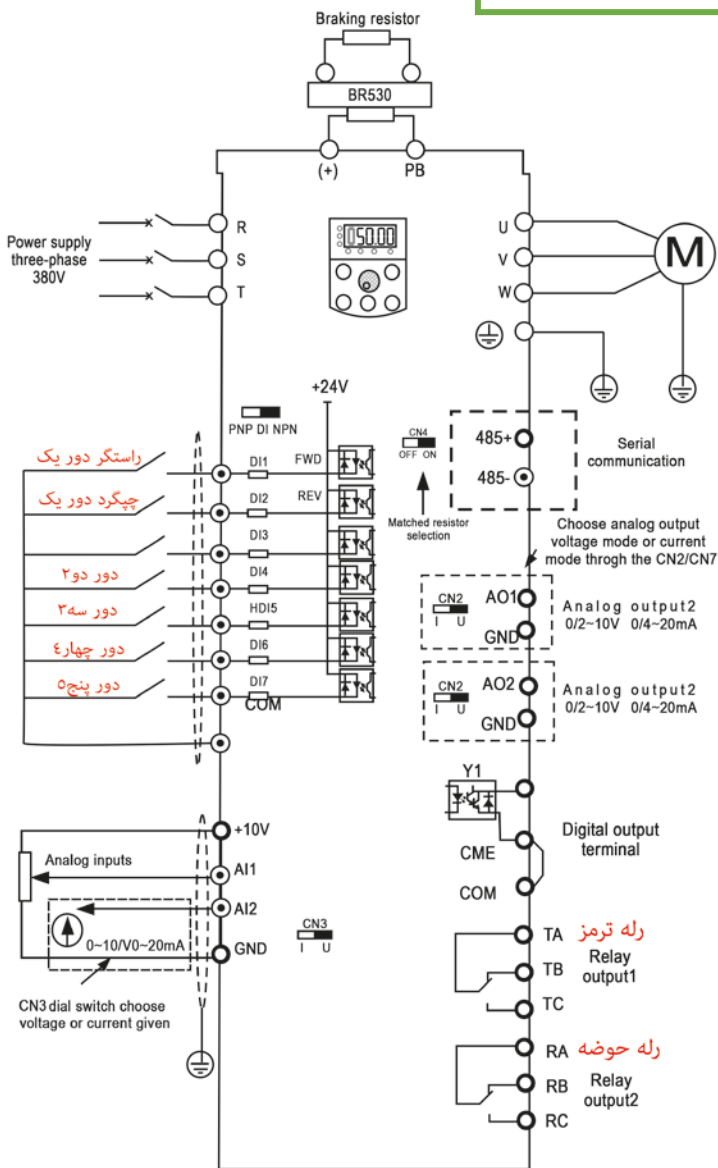 Braking resistor
BR530
(+)
PB
Power supply
three-phase
380V
R
S
T
50.00
U
V
W
M
+24V
PNP DI NPN
CN4
OFF ON
Matched resistor
selection
485+
485-
Serial
communication
راستگر دور یک
DI1
FWD
چپگرد دور یک
DI2
REV
DI3
دور دو۲
DI4
دور سه۳
HDI5
دور چهار٤
DI6
دور پنج٥
DI7
COM
Choose analog output
voltage mode or current
mode throgh the CN2/CN7
CN2
I U
AO1
GND
Analog output2
0/2~10V 0/4~20mA
CN2
I U
AO2
GND
Analog output2
0/2~10V 0/4~20mA
Y1
CME
COM
Digital output
terminal
+10V
Analog inputs
AI1
AI2
0~10/V0~20mA
GND
CN3
I U
CN3 dial switch choose
voltage or current given
TA
رله ترمز
TB
Relay
output1
TC
RA
رله حوضه
RB
Relay
output2
RC